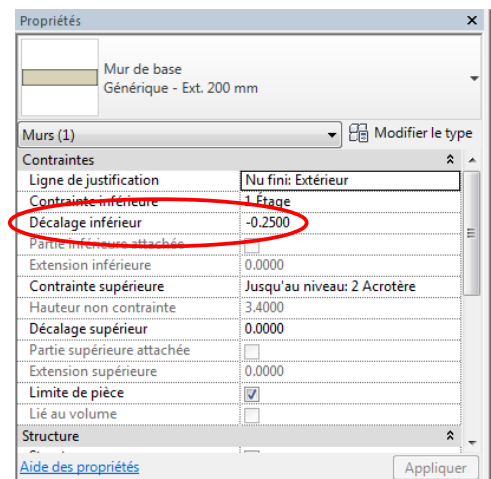 Propriétés
Mur de base
Générique - Ext. 200 mm
Murs (1) Modifier le type
Contraintes
Ligne de justification Nu fini: Extérieur
Contrainte inférieure 1 Étage
Décalage inférieur -0.2500
Partie inférieure attachée
Extension inférieure 0.0000
Contrainte supérieure Jusqu'au niveau: 2 Acrotère
Hauteur non contrainte 3.4000
Décalage supérieur 0.0000
Partie supérieure attachée
Extension supérieure 0.0000
Limite de pièce
Lié au volume
Structure
Aide des propriétés Appliquer